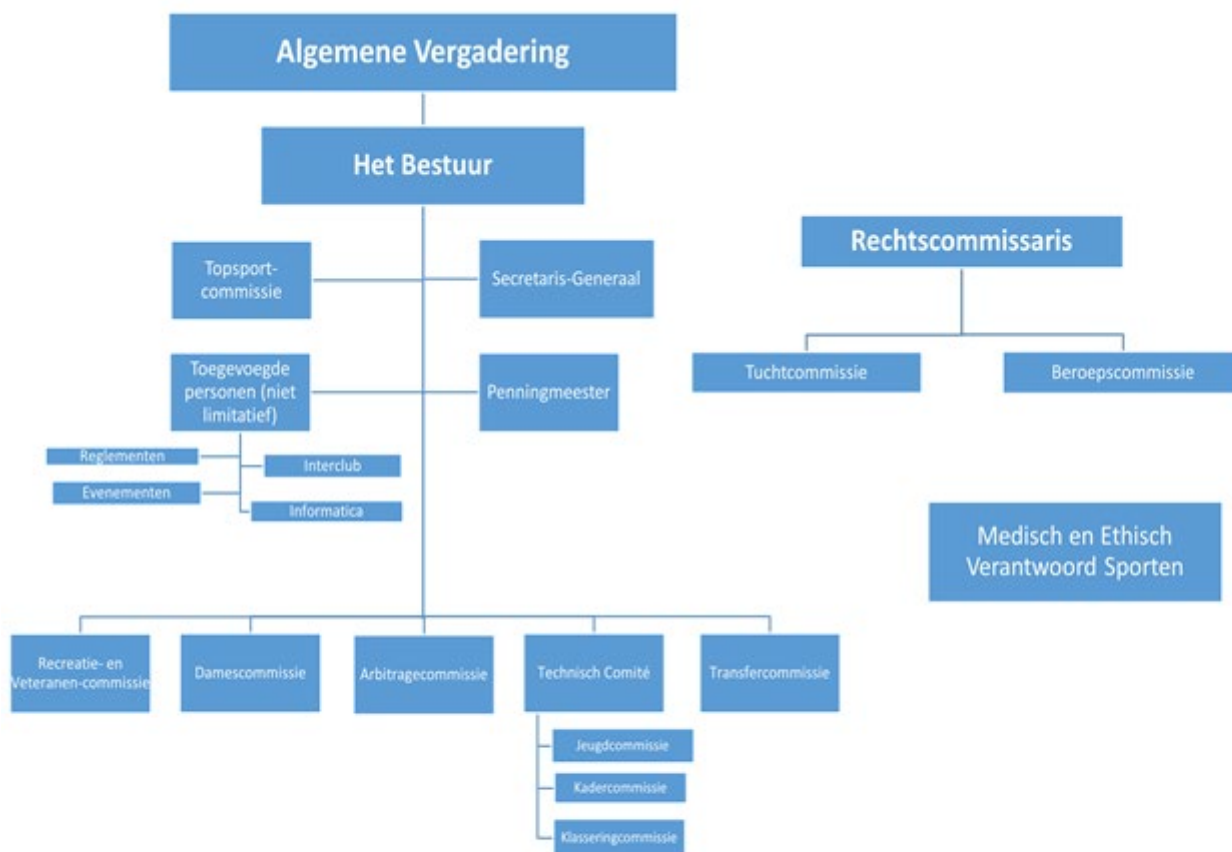 Algemene Vergadering
Het Bestuur
Topsport-
commissie
Secretaris-Generaal
Toegevoegde
personen (niet
limitatief)
Penningmeester
Reglementen
Interclub
Evenementen
Informatica
Recreatie- en
Veteranen-commissie
Damescommissie
Arbitragecommissie
Technisch Comité
Transfercommissie
Jeugdcommissie
Kadercommissie
Klasseringcommissie
Rechtscommissaris
Tuchtcommissie
Beroepscommissie
Medisch en Ethisch
Verantwoord Sporten